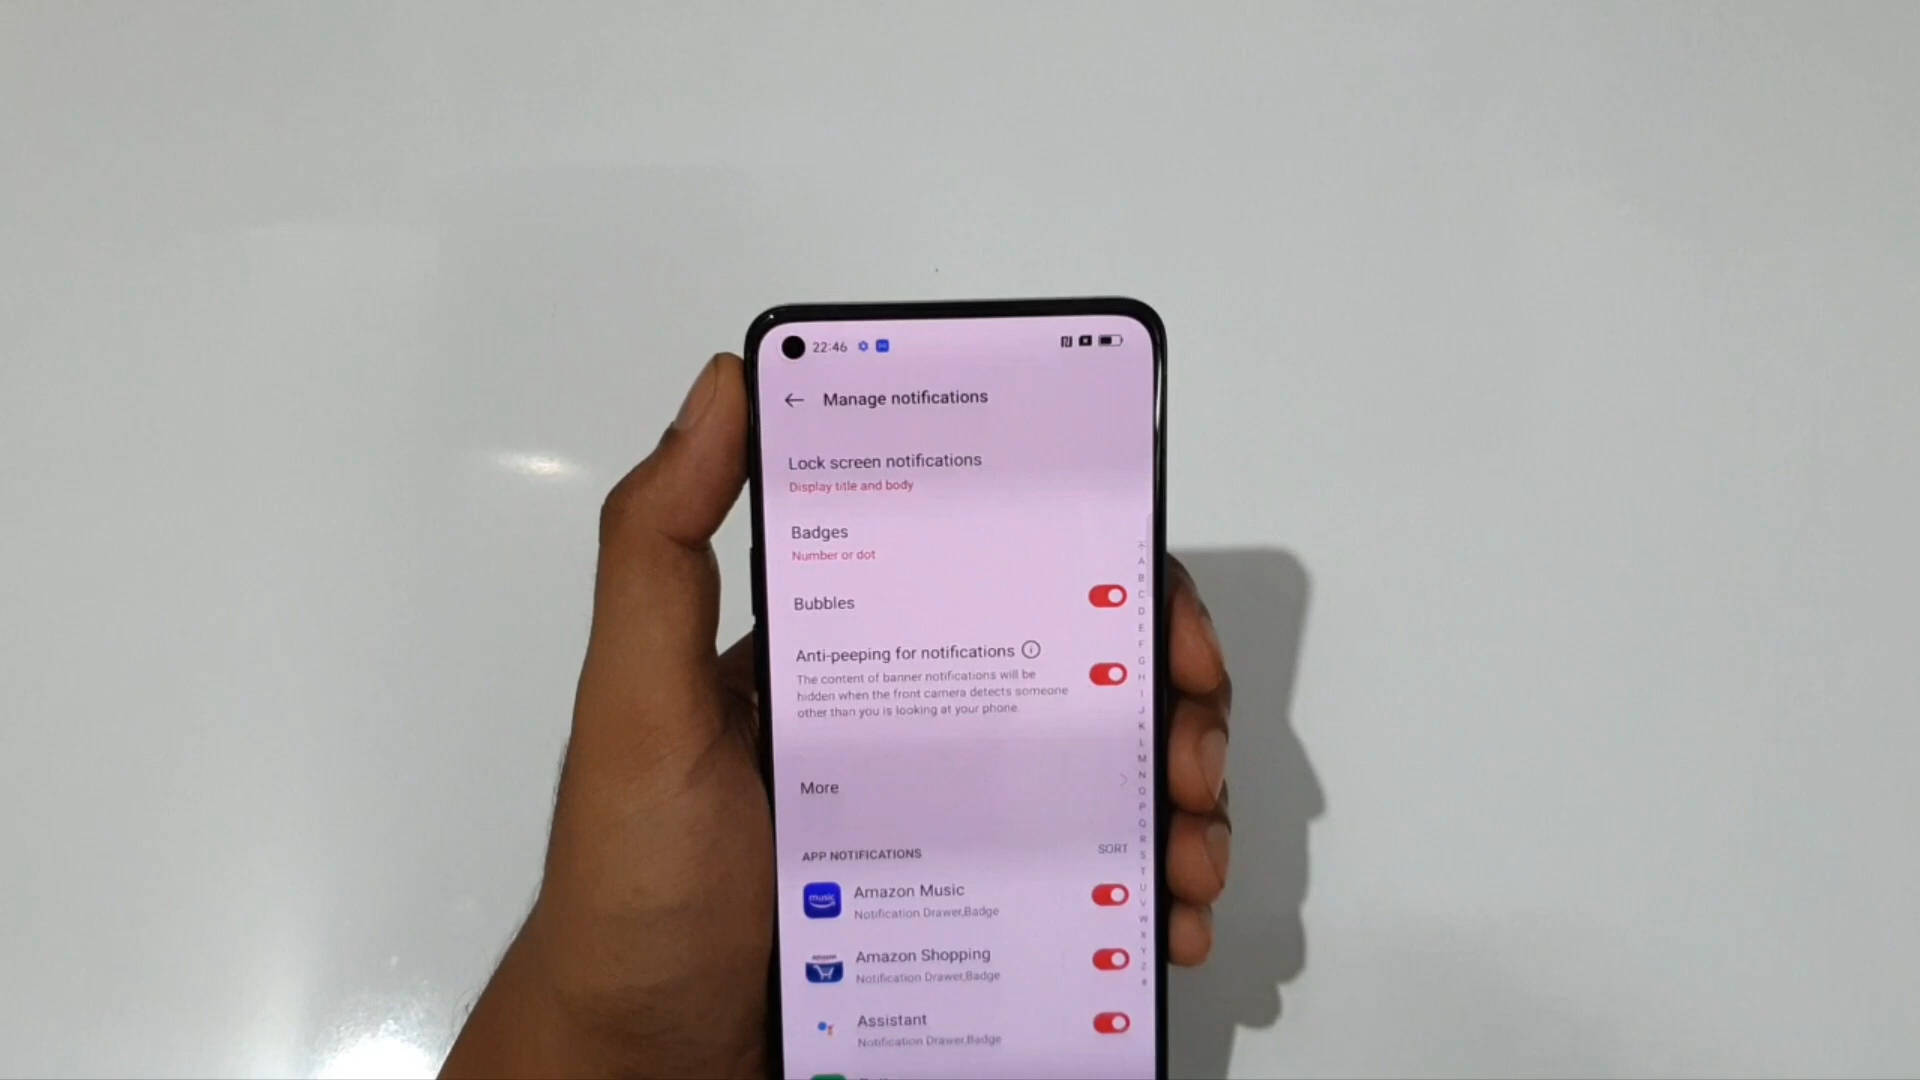 22:46
Manage notifications
Lock screen notifications
Display title and body
Badges
Number or dot
Bubbles
Anti-peeping for notifications
The content of banner notifications will be
hidden when the front camera detects someone
other than you is looking at your phone.
More
APP NOTIFICATIONS
SORT
music
Amazon Music
Notification Drawer,Badge
amazon
Amazon Shopping
Notification Drawer,Badge
Assistant
Notification Drawer,Badge
A
B
C
D
E
F
G
H
I
J
K
L
M
N
O
P
Q
R
S
T
U
V
W
X
Y
Z
#